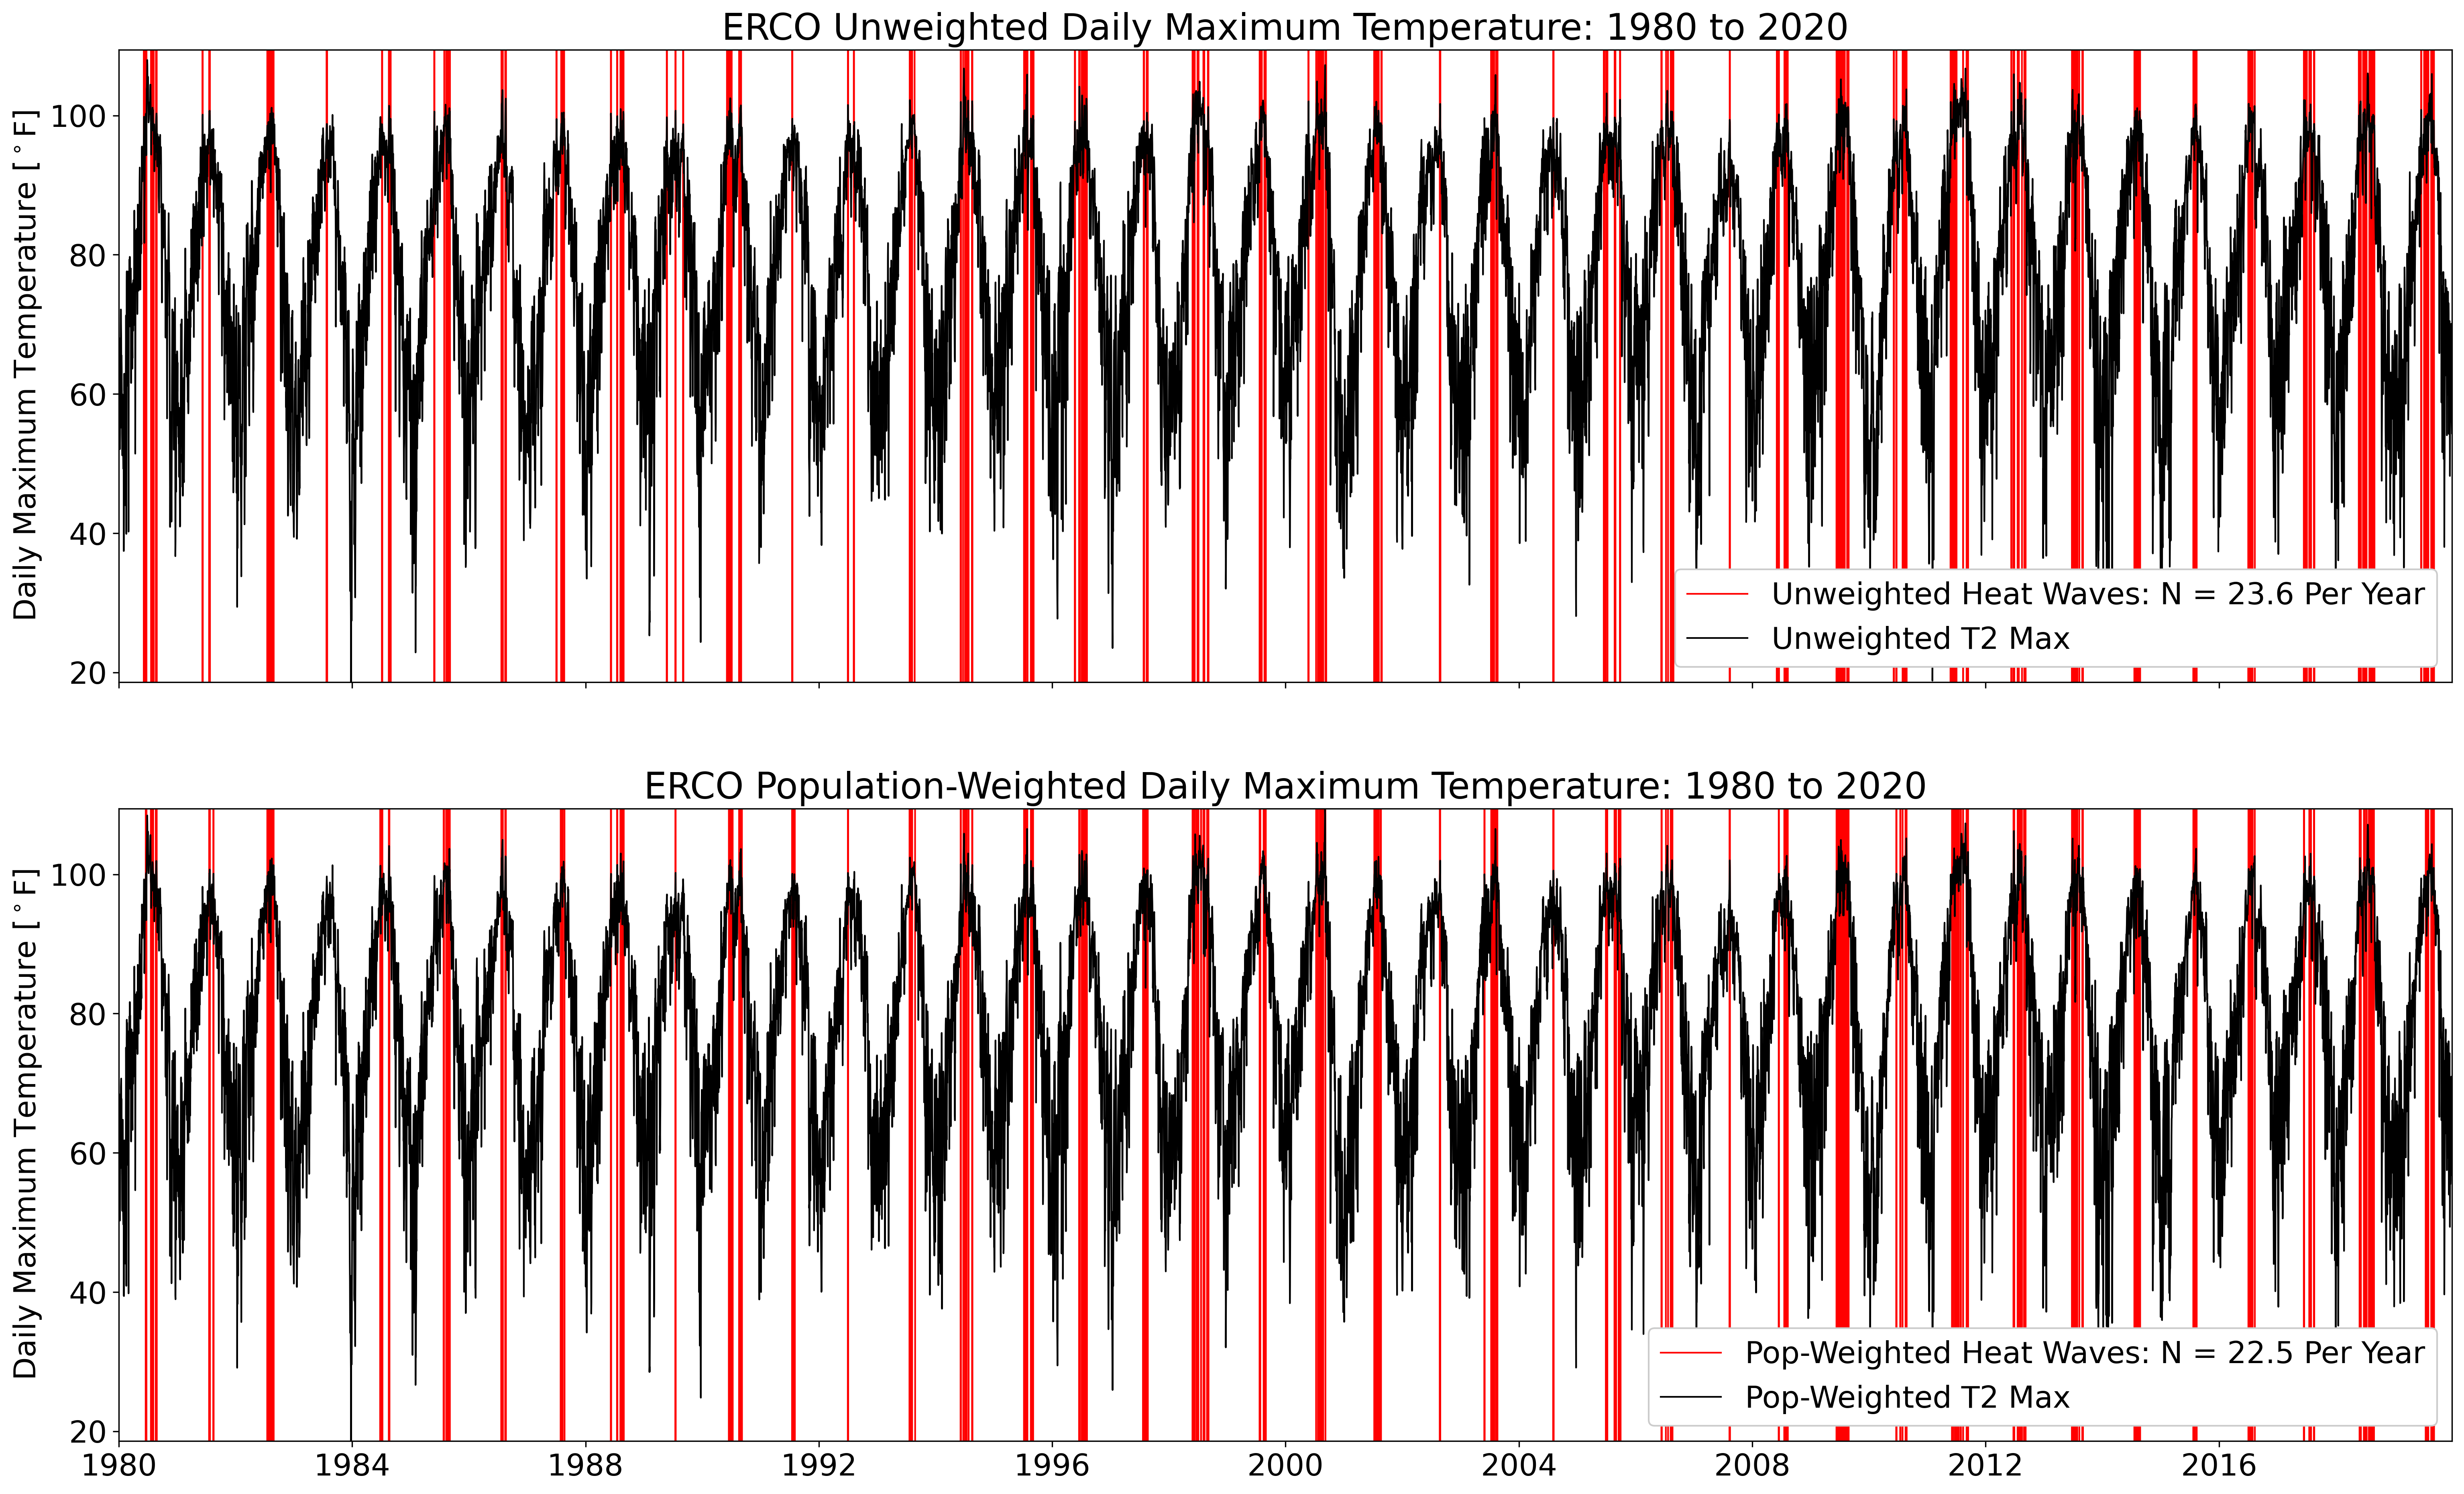 ERCO Unweighted Daily Maximum Temperature: 1980 to 2020
Daily Maximum Temperature [°F]
100
80
60
40
20
Unweighted Heat Waves: N = 23.6 Per Year
Unweighted T2 Max
ERCO Population-Weighted Daily Maximum Temperature: 1980 to 2020
Daily Maximum Temperature [°F]
100
80
60
40
20
Pop-Weighted Heat Waves: N = 22.5 Per Year
Pop-Weighted T2 Max
1980 1984 1988 1992 1996 2000 2004 2008 2012 2016